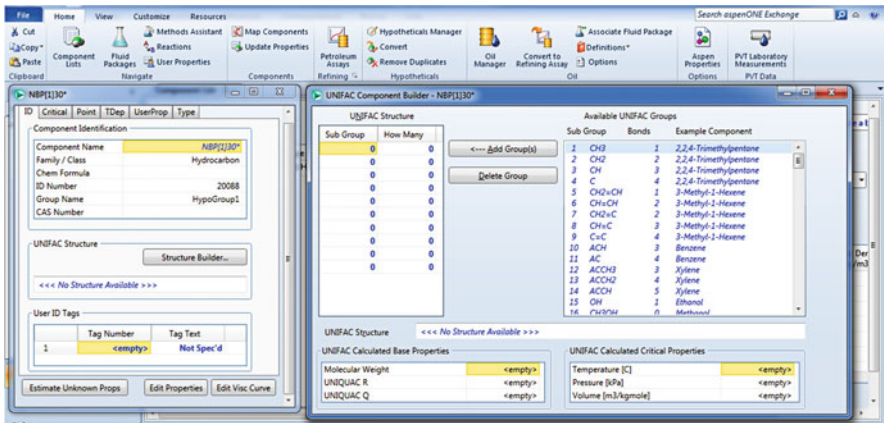 File Home View Customize Resources Search aspenONE Exchange
Cut
Copy*
Paste
Clipboard
Component Lists
Fluid Packages
Methods Assistant
Reactions
User Properties
Navigate
Map Components
Update Properties
Components
Petroleum Assays
Refining
Hypotheticals Manager
Convert
Remove Duplicates
Hypotheticals
Oil Manager
Convert to Refining Assay
Associate Fluid Package
Definitions*
Options
Oil
Aspen Properties
Options
PVT Laboratory Measurements
PVT Data
NBP[1]30*
ID Critical Point TDep UserProp Type
Component Identification
Component Name NBP[1]30*
Family / Class Hydrocarbon
Chem Formula
ID Number 20088
Group Name HypoGroup1
CAS Number
UNIFAC Structure
Structure Builder...
<<< No Structure Available >>>
User ID Tags
Tag Number Tag Text
1 <empty> Not Spec'd
Estimate Unknown Props Edit Properties Edit Visc Curve
UNIFAC Component Builder - NBP[1]30*
UNIFAC Structure
Sub Group How Many
0 0
0 0
0 0
0 0
0 0
0 0
0 0
0 0
0 0
0 0
<--- Add Group(s)
Delete Group
Available UNIFAC Groups
Sub Group Bonds Example Component
1 CH3 1 2,2,4-Trimethylpentane
2 CH2 2 2,2,4-Trimethylpentane
3 CH 3 2,2,4-Trimethylpentane
4 C 4 2,2,4-Trimethylpentane
5 CH2=CH 1 3-Methyl-1-Hexene
6 CH=CH 2 3-Methyl-1-Hexene
7 CH2=C 2 3-Methyl-1-Hexene
8 CH=C 3 3-Methyl-1-Hexene
9 C=C 4 3-Methyl-1-Hexene
10 ACH 3 Benzene
11 AC 4 Benzene
12 ACCH3 3 Xylene
13 ACCH2 4 Xylene
14 ACCH 5 Xylene
15 OH 1 Ethanol
16 CH3OH 0 Methanol
UNIFAC Structure <<< No Structure Available >>>
UNIFAC Calculated Base Properties
Molecular Weight <empty>
UNIQUAC R <empty>
UNIQUAC Q <empty>
UNIFAC Calculated Critical Properties
Temperature [C] <empty>
Pressure [kPa] <empty>
Volume [m3/kgmole] <empty>